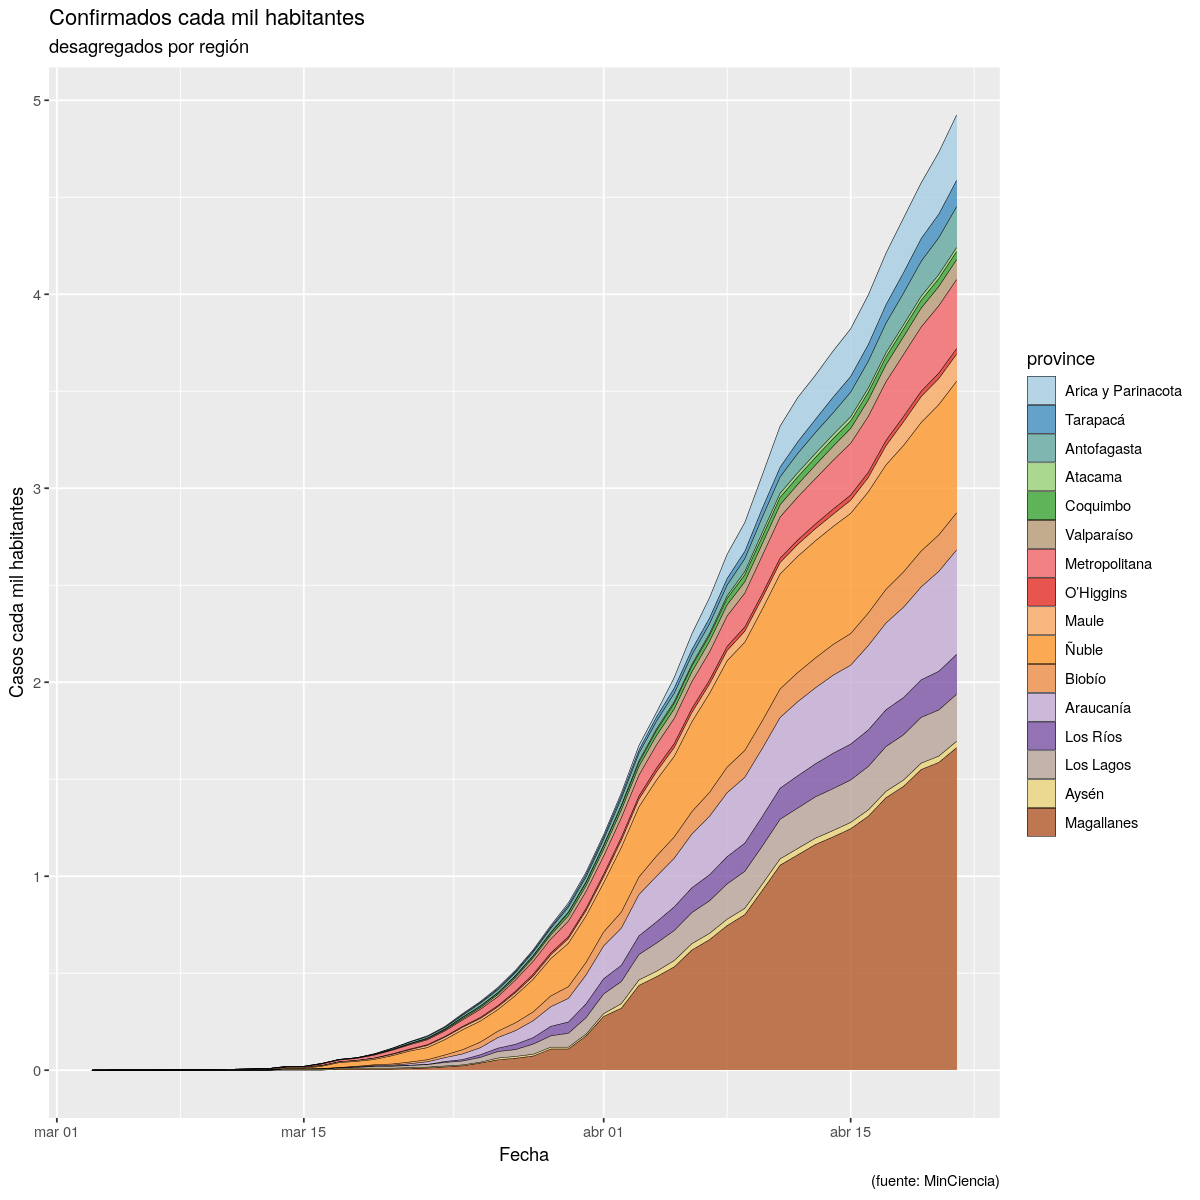 Confirmados cada mil habitantes
desagregados por región
Casos cada mil habitantes
5
4
3
2
1
0
mar 01
mar 15
abr 01
abr 15
Fecha
(fuente: MinCiencia)
province
Arica y Parinacota
Tarapacá
Antofagasta
Atacama
Coquimbo
Valparaíso
Metropolitana
O’Higgins
Maule
Ñuble
Biobío
Araucanía
Los Ríos
Los Lagos
Aysén
Magallanes